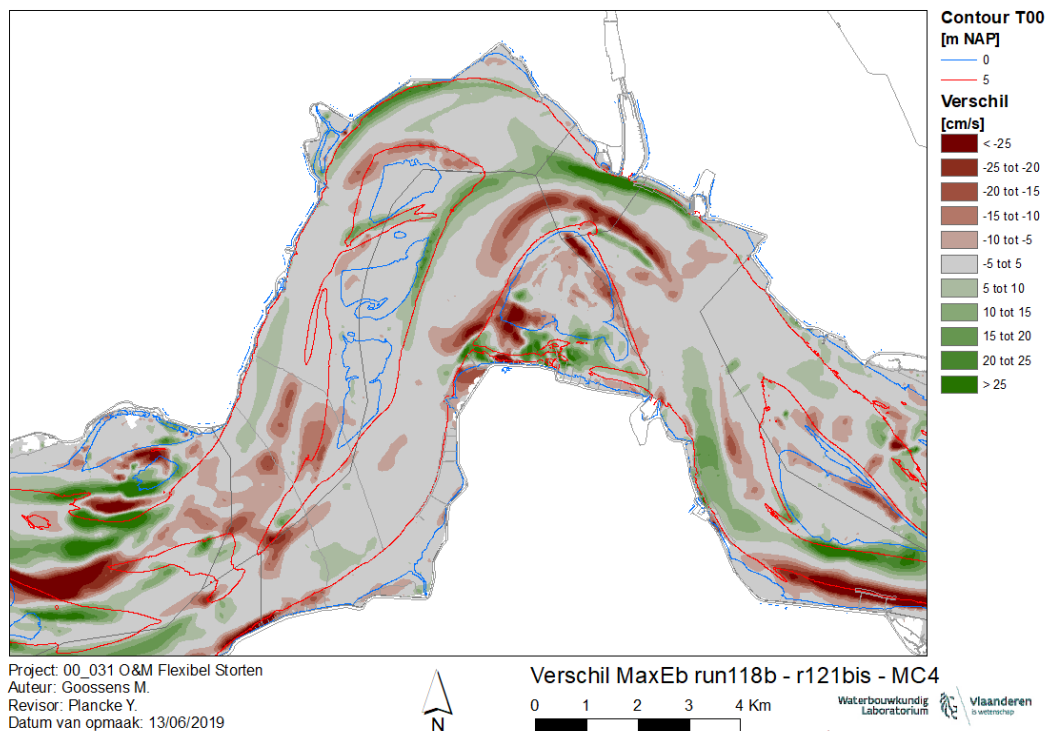 Contour T00
[m NAP]
0
5
Verschil
[cm/s]
< -25
-25 tot -20
-20 tot -15
-15 tot -10
-10 tot -5
-5 tot 5
5 tot 10
10 tot 15
15 tot 20
20 tot 25
> 25
Project: 00_031 O&M Flexibel Storten
Auteur: Goossens M.
Revisor: Plancke Y.
Datum van opmaak: 13/06/2019
N
Verschil MaxEb run118b - r121bis - MC4
0 1 2 3 4 Km
Waterbouwkundig
Laboratorium
Vlaanderen
is wetenschap